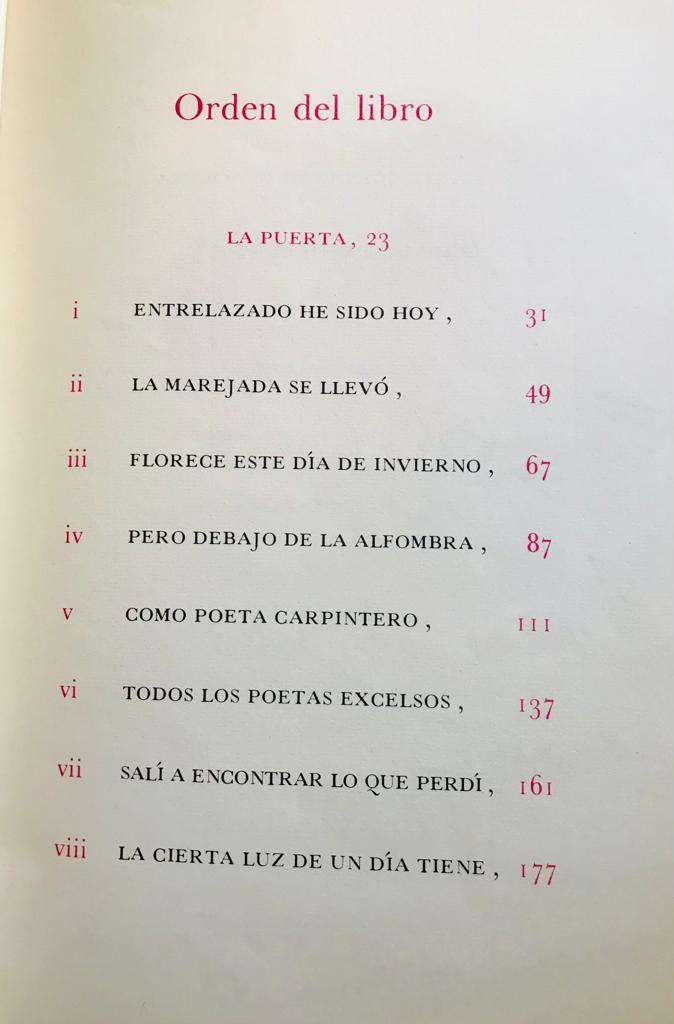 Orden del libro
LA PUERTA, 23
i ENTRELAZADO HE SIDO HOY , 31
ii LA MAREJADA SE LLEVÓ , 49
iii FLORECE ESTE DÍA DE INVIERNO , 67
iv PERO DEBAJO DE LA ALFOMBRA , 87
v COMO POETA CARPINTERO , 111
vi TODOS LOS POETAS EXCELSOS , 137
vii SALÍ A ENCONTRAR LO QUE PERDÍ , 161
viii LA CIERTA LUZ DE UN DÍA TIENE , 177